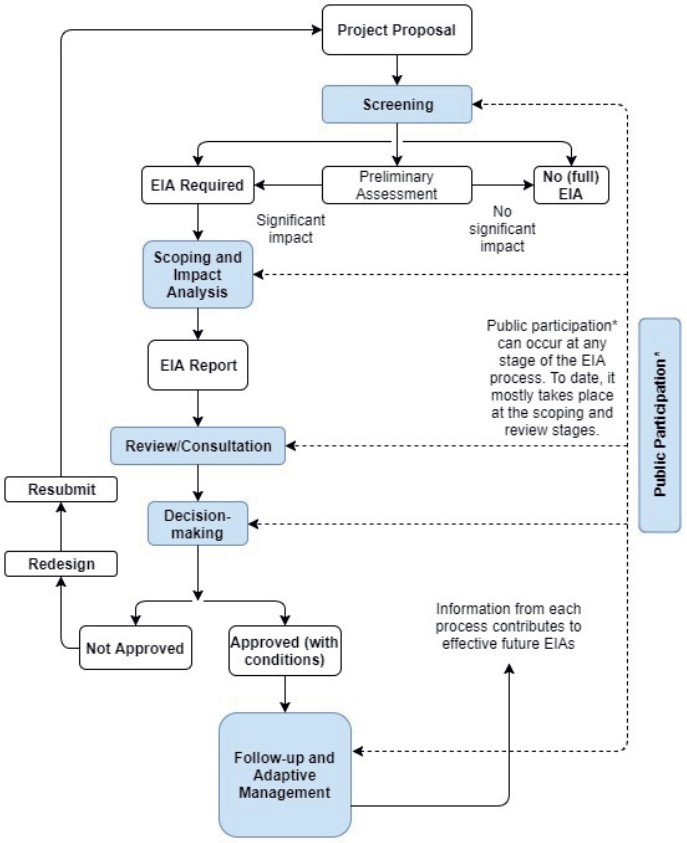 Project Proposal
Screening
EIA Required
Preliminary
Assessment
No (full)
EIA
Significant
impact
No
significant
impact
Scoping and
Impact
Analysis
EIA Report
Public participation*
can occur at any
stage of the EIA
process. To date, it
mostly takes place
at the scoping and
review stages.
Public Participation*
Review/Consultation
Resubmit
Decision-
making
Redesign
Not Approved
Approved (with
conditions)
Information from each
process contributes to
effective future EIAs
Follow-up and
Adaptive
Management